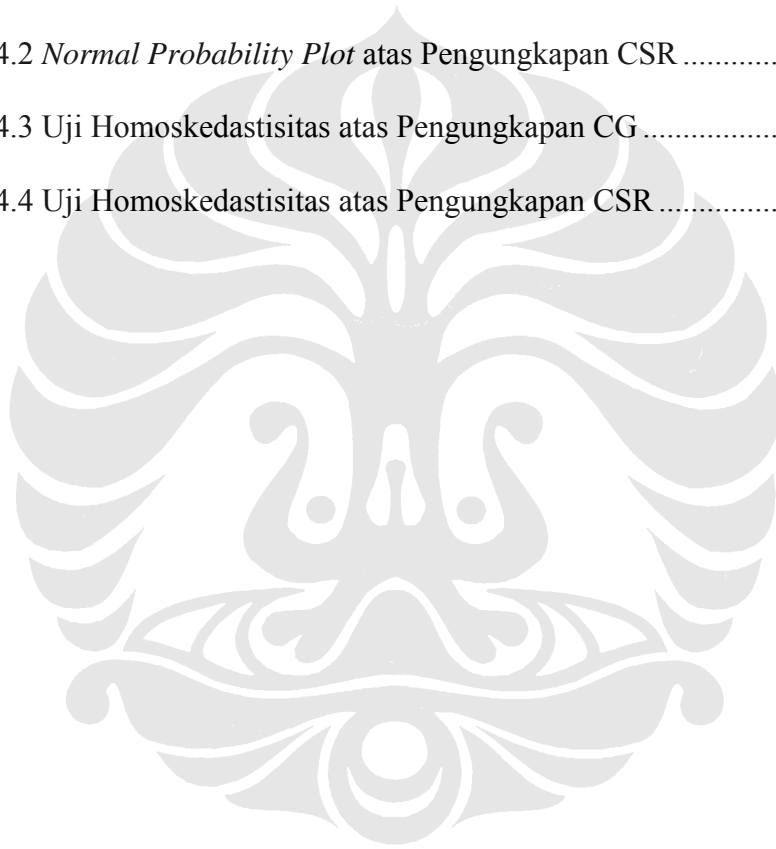 4.2 Normal Probability Plot atas Pengungkapan CSR ............
4.3 Uji Homoskedastisitas atas Pengungkapan CG .................
4.4 Uji Homoskedastisitas atas Pengungkapan CSR ...............